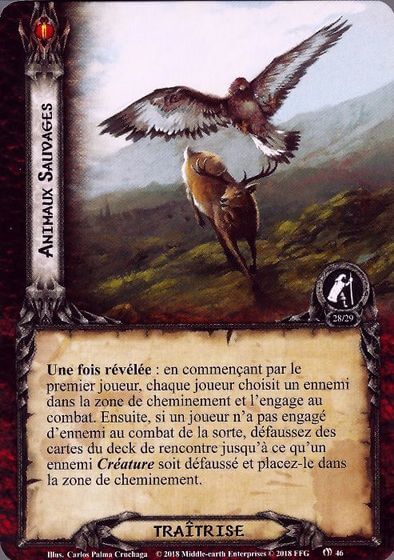 ANIMAUX SAUVAGES
28/29
Une fois révélée : en commençant par le
premier joueur, chaque joueur choisit un ennemi
dans la zone de cheminement et l'engage au
combat. Ensuite, si un joueur n'a pas engagé
d'ennemi au combat de la sorte, défaussez des
cartes du deck de rencontre jusqu'à ce qu'un
ennemi Créature soit défaussé et placez-le dans
la zone de cheminement.
TRAÎTRISE
Illus. Carlos Palma Cruchaga © 2018 Middle-earth Enterprises © 2018 FFG 46